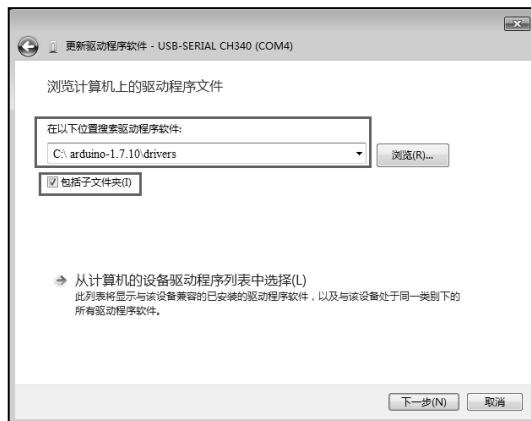 更新驱动程序软件 - USB-SERIAL CH340 (COM4)
浏览计算机上的驱动程序文件
在以下位置搜索驱动程序软件:
C:\ arduino-1.7.10\drivers
浏览(R)...
包括子文件夹(I)
从计算机的设备驱动程序列表中选择(L)
此列表将显示与该设备兼容的已安装的驱动程序软件，以及与该设备处于同一类别下的
所有驱动程序软件。
下一步(N) 取消